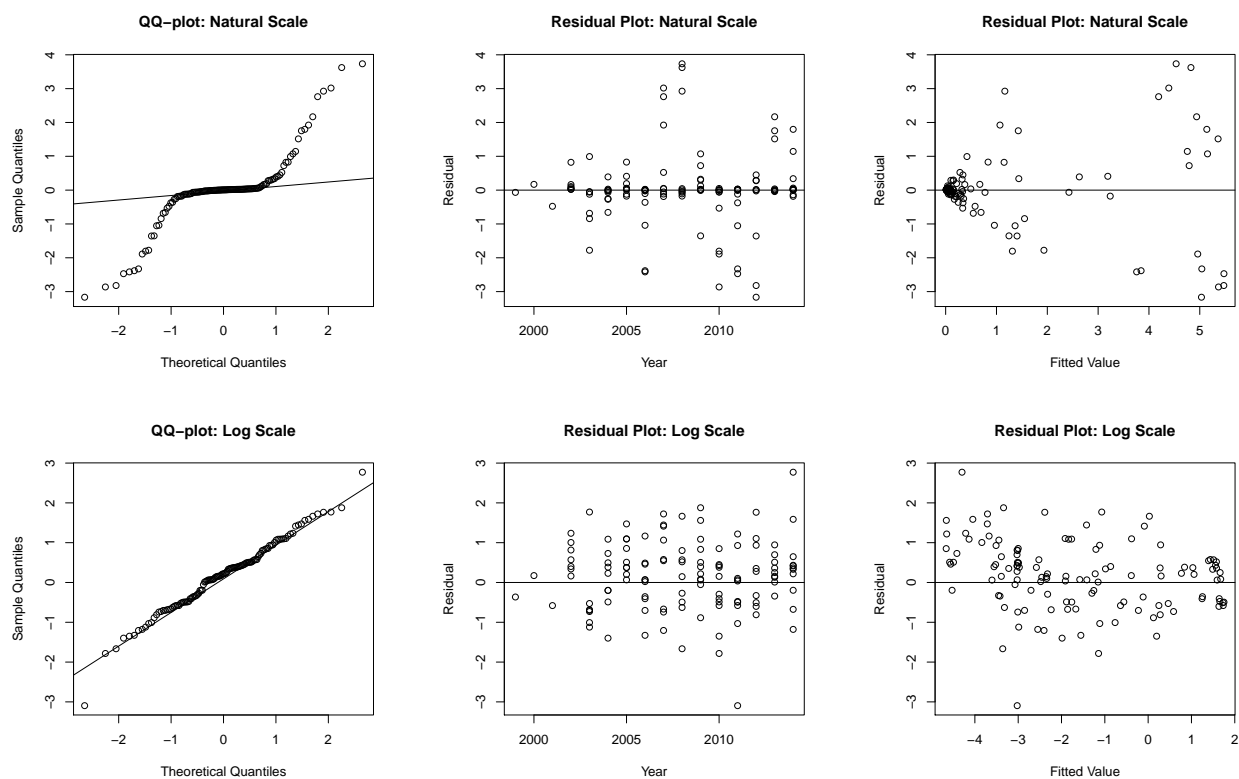 QQ−plot: Natural Scale
Sample Quantiles
4
3
2
1
0
−1
−2
−3
−2 −1 0 1 2
Theoretical Quantiles
Residual Plot: Natural Scale
Residual
4
3
2
1
0
−1
−2
−3
2000 2005 2010
Year
Residual Plot: Natural Scale
Residual
4
3
2
1
0
−1
−2
−3
0 1 2 3 4 5
Fitted Value
QQ−plot: Log Scale
Sample Quantiles
3
2
1
0
−1
−2
−3
−2 −1 0 1 2
Theoretical Quantiles
Residual Plot: Log Scale
Residual
3
2
1
0
−1
−2
−3
2000 2005 2010
Year
Residual Plot: Log Scale
Residual
3
2
1
0
−1
−2
−3
−4 −3 −2 −1 0 1 2
Fitted Value